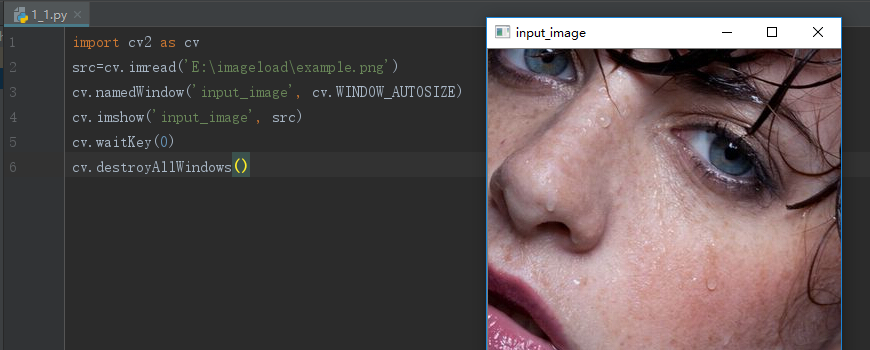 1_1.py
input_image
1 import cv2 as cv
2 src=cv.imread('E:\imageload\example.png')
3 cv.namedWindow('input_image', cv.WINDOW_AUTOSIZE)
4 cv.imshow('input_image', src)
5 cv.waitKey(0)
6 cv.destroyAllWindows()